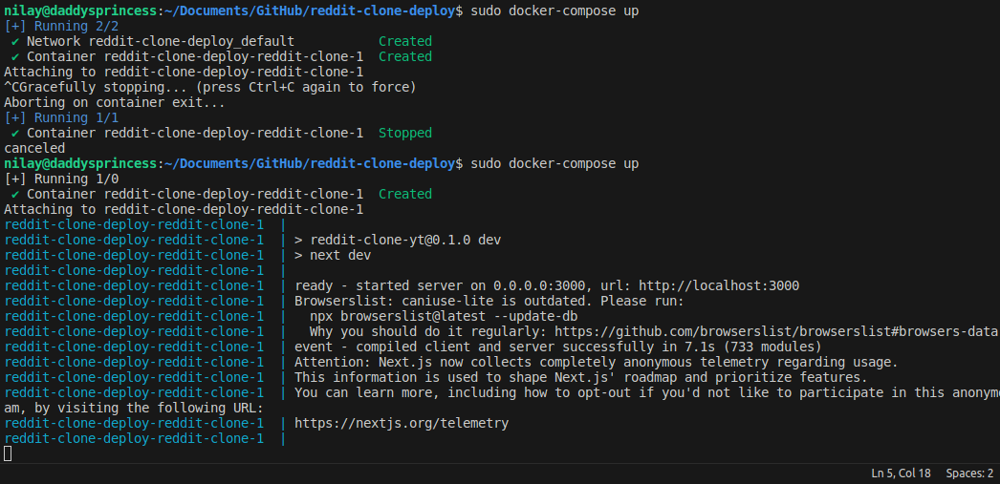 nilay@daddysprincess:~/Documents/GitHub/reddit-clone-deploy$ sudo docker-compose up
[+] Running 2/2
✔ Network reddit-clone-deploy_default Created
✔ Container reddit-clone-deploy-reddit-clone-1 Created
Attaching to reddit-clone-deploy-reddit-clone-1
^CGracefully stopping... (press Ctrl+C again to force)
Aborting on container exit...
[+] Running 1/1
✔ Container reddit-clone-deploy-reddit-clone-1 Stopped
canceled
nilay@daddysprincess:~/Documents/GitHub/reddit-clone-deploy$ sudo docker-compose up
[+] Running 1/0
✔ Container reddit-clone-deploy-reddit-clone-1 Created
Attaching to reddit-clone-deploy-reddit-clone-1
reddit-clone-deploy-reddit-clone-1 |
reddit-clone-deploy-reddit-clone-1 | > reddit-clone-yt@0.1.0 dev
reddit-clone-deploy-reddit-clone-1 | > next dev
reddit-clone-deploy-reddit-clone-1 |
reddit-clone-deploy-reddit-clone-1 | ready - started server on 0.0.0.0:3000, url: http://localhost:3000
reddit-clone-deploy-reddit-clone-1 | Browserslist: caniuse-lite is outdated. Please run:
reddit-clone-deploy-reddit-clone-1 | npx browserslist@latest --update-db
reddit-clone-deploy-reddit-clone-1 | Why you should do it regularly: https://github.com/browserslist/browserslist#browsers-data
reddit-clone-deploy-reddit-clone-1 | event - compiled client and server successfully in 7.1s (733 modules)
reddit-clone-deploy-reddit-clone-1 | Attention: Next.js now collects completely anonymous telemetry regarding usage.
reddit-clone-deploy-reddit-clone-1 | This information is used to shape Next.js' roadmap and prioritize features.
reddit-clone-deploy-reddit-clone-1 | You can learn more, including how to opt-out if you'd not like to participate in this anonym
am, by visiting the following URL:
reddit-clone-deploy-reddit-clone-1 | https://nextjs.org/telemetry
reddit-clone-deploy-reddit-clone-1 |
Ln 5, Col 18 Spaces: 2